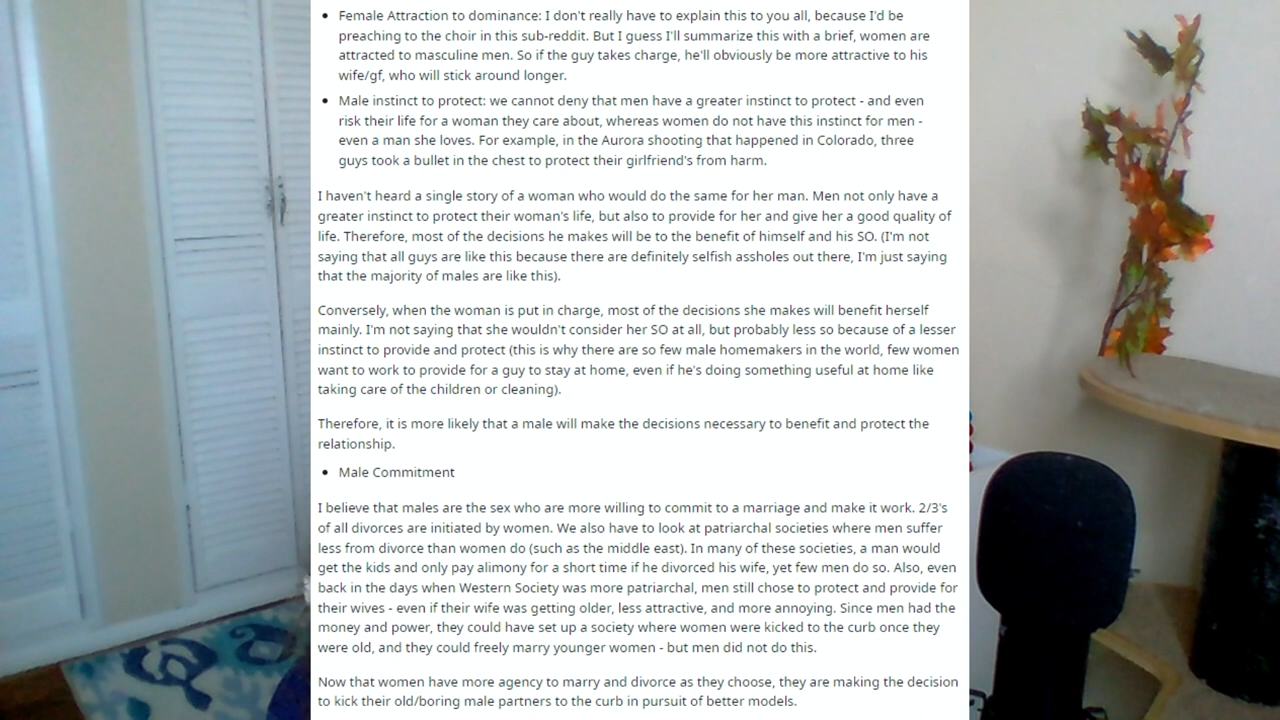 Female Attraction to dominance: I don't really have to explain this to you all, because I'd be
preaching to the choir in this sub-reddit. But I guess I'll summarize this with a brief, women are
attracted to masculine men. So if the guy takes charge, he'll obviously be more attractive to his
wife/gf, who will stick around longer.
Male instinct to protect: we cannot deny that men have a greater instinct to protect - and even
risk their life for a woman they care about, whereas women do not have this instinct for men -
even a man she loves. For example, in the Aurora shooting that happened in Colorado, three
guys took a bullet in the chest to protect their girlfriend's from harm.
I haven't heard a single story of a woman who would do the same for her man. Men not only have a
greater instinct to protect their woman's life, but also to provide for her and give her a good quality of
life. Therefore, most of the decisions he makes will be to the benefit of himself and his SO. (I'm not
saying that all guys are like this because there are definitely selfish assholes out there, I'm just saying
that the majority of males are like this).
Conversely, when the woman is put in charge, most of the decisions she makes will benefit herself
mainly. I'm not saying that she wouldn't consider her SO at all, but probably less so because of a lesser
instinct to provide and protect (this is why there are so few male homemakers in the world, few women
want to work to provide for a guy to stay at home, even if he's doing something useful at home like
taking care of the children or cleaning).
Therefore, it is more likely that a male will make the decisions necessary to benefit and protect the
relationship.
Male Commitment
I believe that males are the sex who are more willing to commit to a marriage and make it work. 2/3's
of all divorces are initiated by women. We also have to look at patriarchal societies where men suffer
less from divorce than women do (such as the middle east). In many of these societies, a man would
get the kids and only pay alimony for a short time if he divorced his wife, yet few men do so. Also, even
back in the days when Western Society was more patriarchal, men still chose to protect and provide for
their wives - even if their wife was getting older, less attractive, and more annoying. Since men had the
money and power, they could have set up a society where women were kicked to the curb once they
were old, and they could freely marry younger women - but men did not do this.
Now that women have more agency to marry and divorce as they choose, they are making the decision
to kick their old/boring male partners to the curb in pursuit of better models.